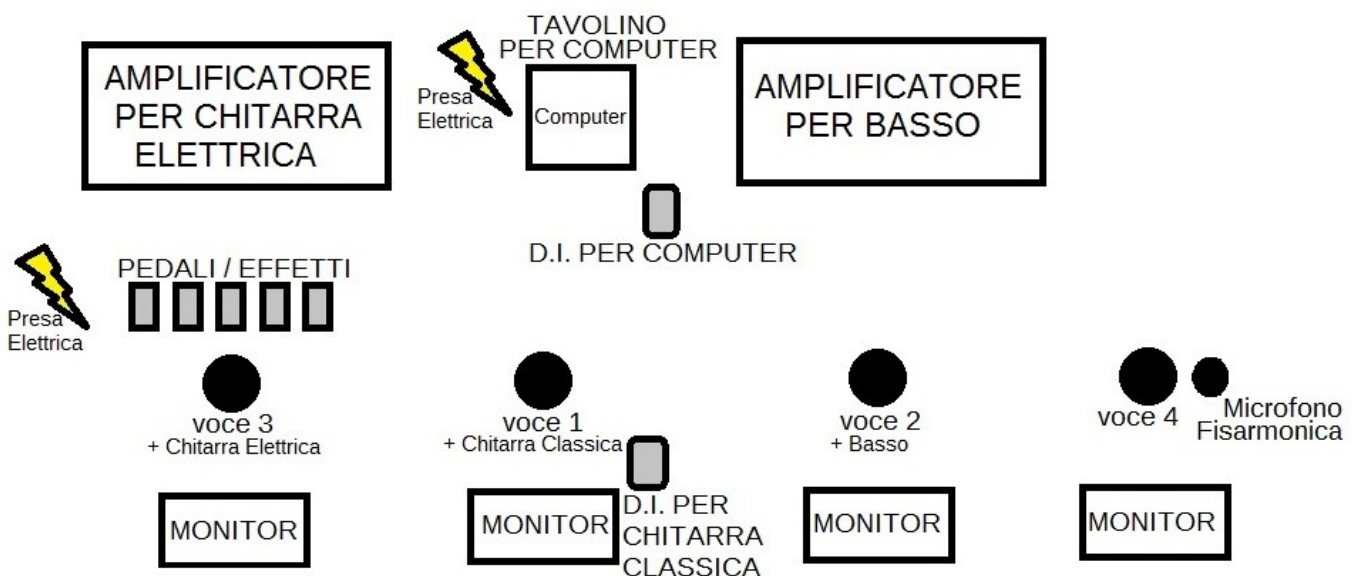 AMPLIFICATORE
PER CHITARRA
ELETTRICA
Presa
Elettrica
TAVOLINO
PER COMPUTER
Computer
AMPLIFICATORE
PER BASSO
D.I. PER COMPUTER
Presa
Elettrica
PEDALI / EFFETTI
voce 3
+ Chitarra Elettrica
voce 1
+ Chitarra Classica
voce 2
+ Basso
voce 4
Microfono
Fisarmonica
MONITOR
MONITOR
D.I. PER
CHITARRA
CLASSICA
MONITOR
MONITOR